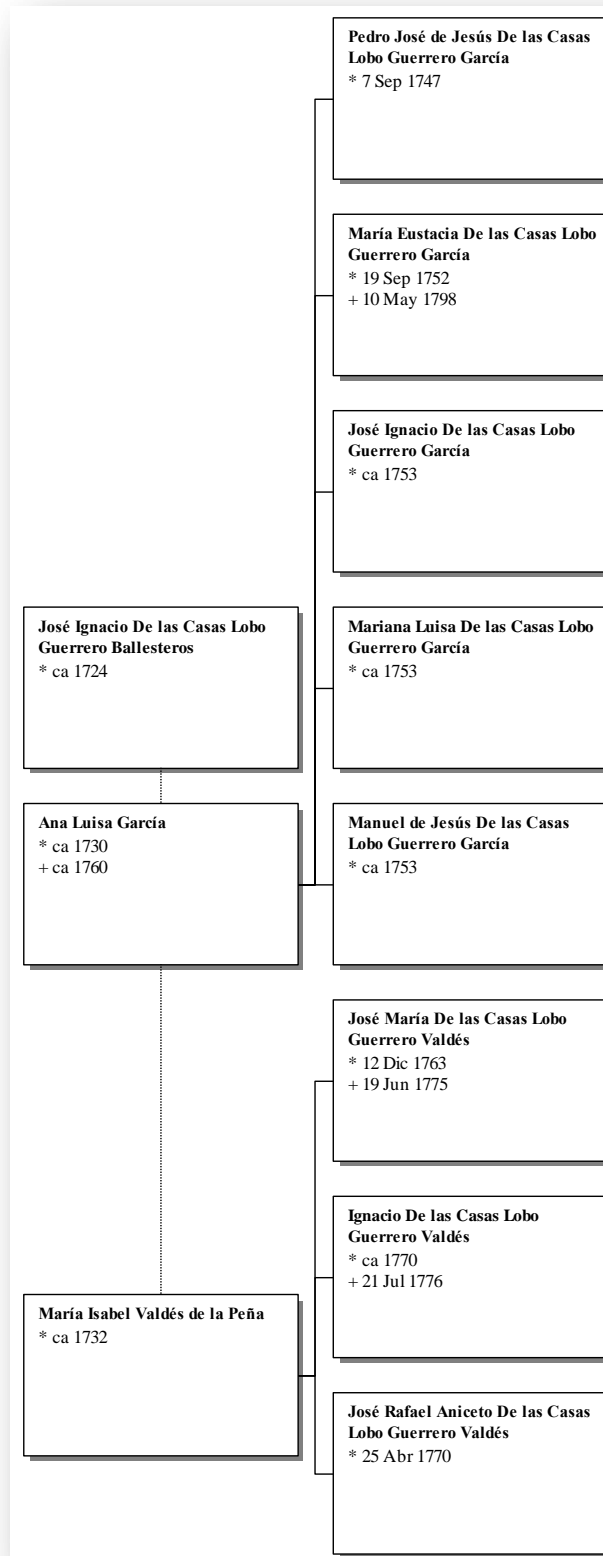 Pedro José de Jesús De las Casas
Lobo Guerrero García
* 7 Sep 1747
María Eustacia De las Casas Lobo
Guerrero García
* 19 Sep 1752
+ 10 May 1798
José Ignacio De las Casas Lobo
Guerrero García
* ca 1753
José Ignacio De las Casas Lobo
Guerrero Ballesteros
* ca 1724
Mariana Luisa De las Casas Lobo
Guerrero García
* ca 1753
Ana Luisa García
* ca 1730
+ ca 1760
Manuel de Jesús De las Casas
Lobo Guerrero García
* ca 1753
José María De las Casas Lobo
Guerrero Valdés
* 12 Dic 1763
+ 19 Jun 1775
Ignacio De las Casas Lobo
Guerrero Valdés
* ca 1770
+ 21 Jul 1776
María Isabel Valdés de la Peña
* ca 1732
José Rafael Aniceto De las Casas
Lobo Guerrero Valdés
* 25 Abr 1770